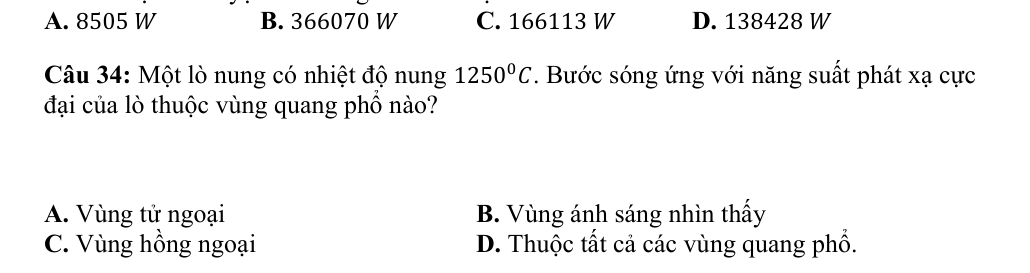 A. 8505 W B. 366070 W C. 166113 W D. 138428 W
Câu 34: Một lò nung có nhiệt độ nung 1250⁰C. Bước sóng ứng với năng suất phát xạ cực
đại của lò thuộc vùng quang phổ nào?
A. Vùng tử ngoại B. Vùng ánh sáng nhìn thấy
C. Vùng hồng ngoại D. Thuộc tất cả các vùng quang phổ.